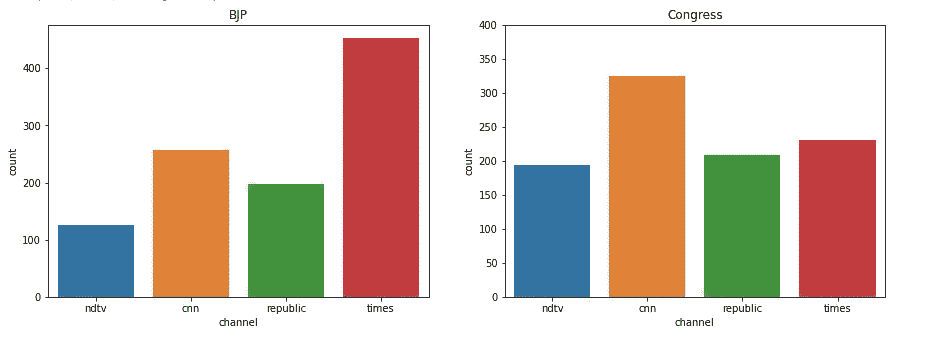 BJP
400
300
200
100
0
count
ndtv
cnn
republic
times
channel
Congress
400
350
300
250
200
150
100
50
0
count
ndtv
cnn
republic
times
channel